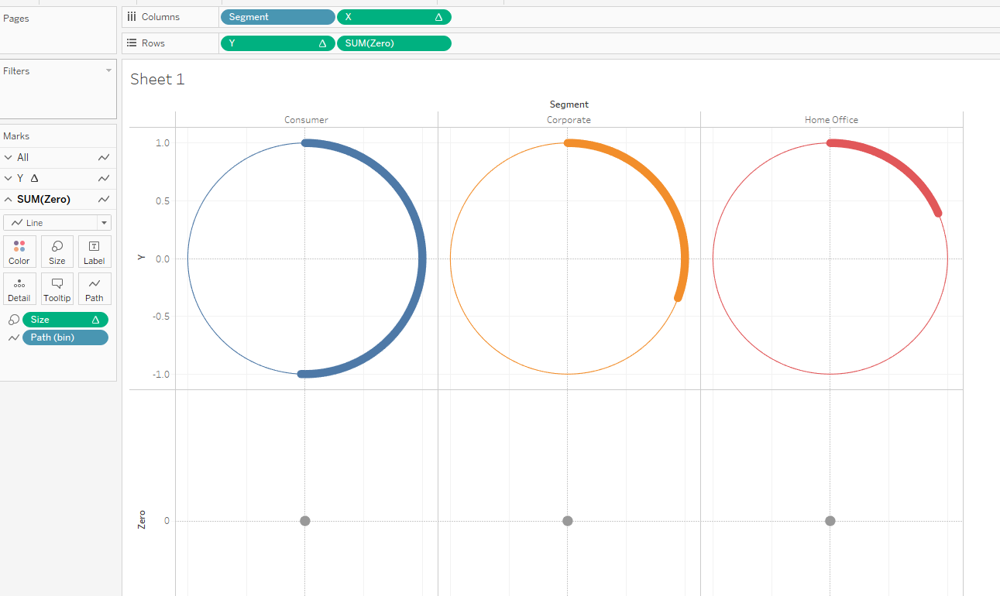 Pages
Columns Segment X Δ
Rows Y Δ SUM(Zero)
Filters
Sheet 1
Segment
Consumer Corporate Home Office
Marks
All
Y Δ
SUM(Zero)
Line
Color Size Label
Detail Tooltip Path
Size Δ
Path (bin)
1.0
0.5
Y
0.0
-0.5
-1.0
Zero
0